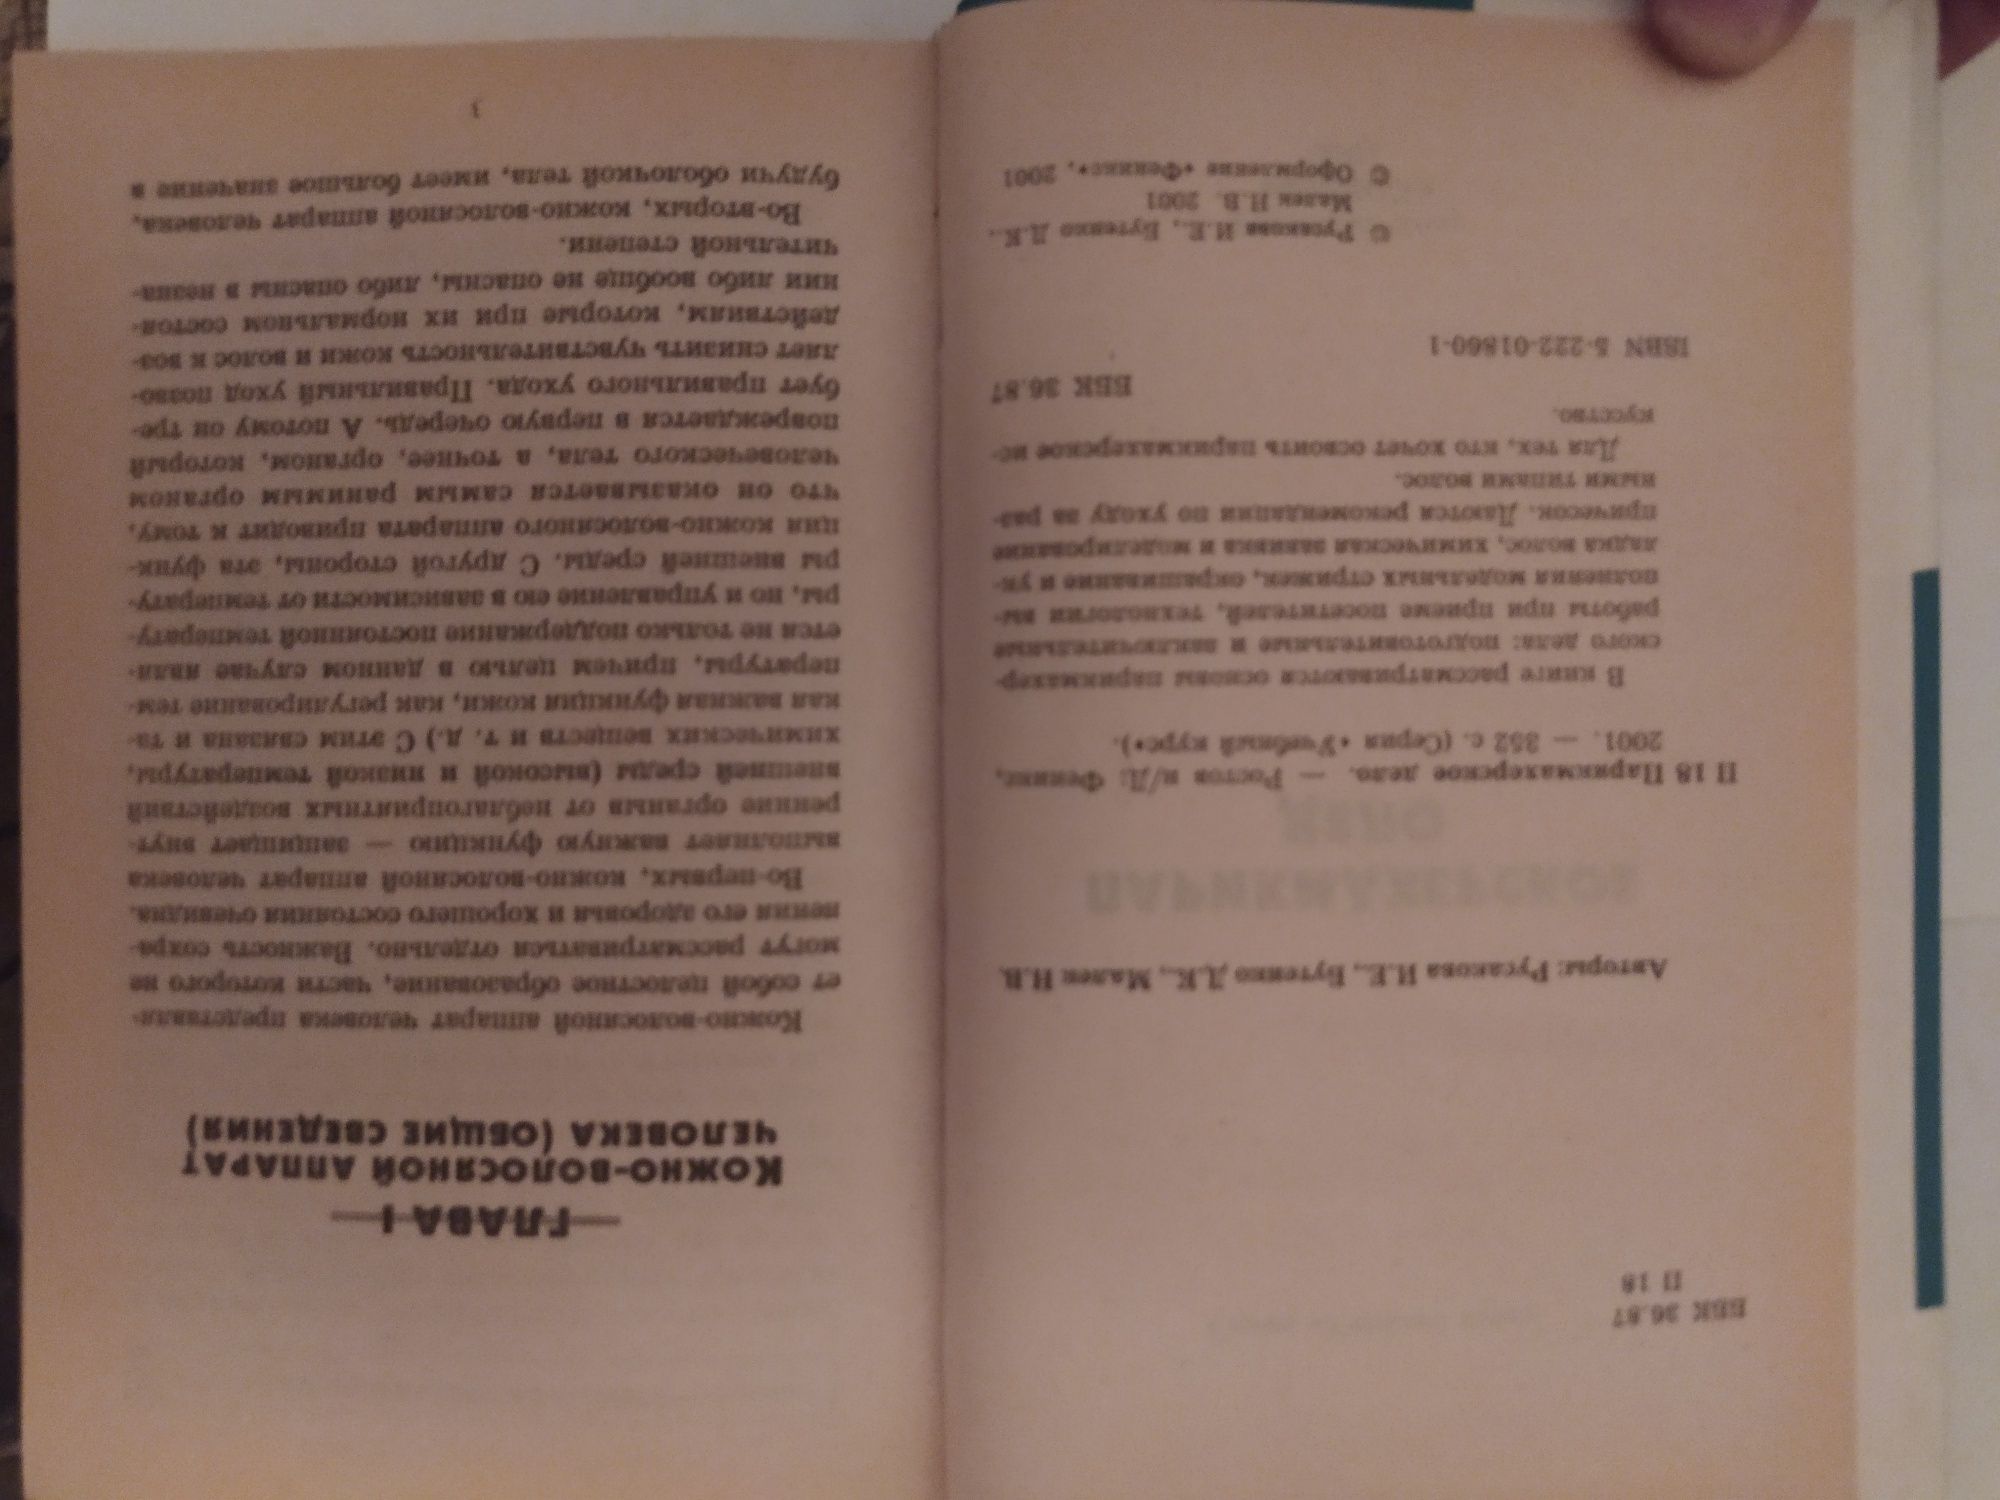 ББК 36.87
П 18
Авторы: Русакова И.Е., Бутенко Д.К., Малек Н.В.
ПАРИКМАХЕРСКОЕ
ДЕЛО
П 18 Парикмахерское дело. — Ростов н/Д: Феникс,
2001. — 352 с. (Серия «Учебный курс»).
В книге рассматриваются основы парикмахер-
ского дела: подготовительные и заключительные
работы при приеме посетителей, технологии вы-
полнения модельных стрижек, окрашивание и ук-
ладка волос, химическая завивка и моделирование
причесок. Даются рекомендации по уходу за раз-
ными типами волос.
Для тех, кто хочет освоить парикмахерское ис-
кусство.
ББК 36.87
ISBN 5-222-01860-1
© Русакова И.Е., Бутенко Д.К.,
Малек Н.В. 2001
© Оформление «Феникс», 2001
ГЛАВА I
КОЖНО-ВОЛОСЯНОЙ АППАРАТ
ЧЕЛОВЕКА (ОБЩИЕ СВЕДЕНИЯ)
Кожно-волосяной аппарат человека представля-
ет собой целостное образование, части которого не
могут рассматриваться отдельно. Важность сохра-
нения его здоровья и хорошего состояния очевидна.
Во-первых, кожно-волосяной аппарат человека
выполняет важную функцию — защищает внут-
ренние органыв от неблагоприятных воздействий
внешней среды (высокой и низкой температуры,
химических веществ и т. д.) С этим связана и та-
кая важная функция кожи, как регулирование тем-
пературы, причем целью в данном случае явля-
ется не только поддержание постоянной температу-
ры, но и управление ею в зависимости от температу-
ры внешней среды. С другой стороны, эта функ-
ция кожно-волосяного аппарата приводит к тому,
что он оказывается самым ранимым органом
человеческого тела, а точнее, органом, который
повреждается в первую очередь. А потому он тре-
бует правильного ухода. Правильный уход позво-
ляет снизить чувствительность кожи и волос к воз-
действиям, которые при их нормальном состоя-
нии либо вообще не опасны, либо опасны в незна-
чительной степени.
Во-вторых, кожно-волосяной аппарат человека,
будучи оболочкой тела, имеет большое значение в
3